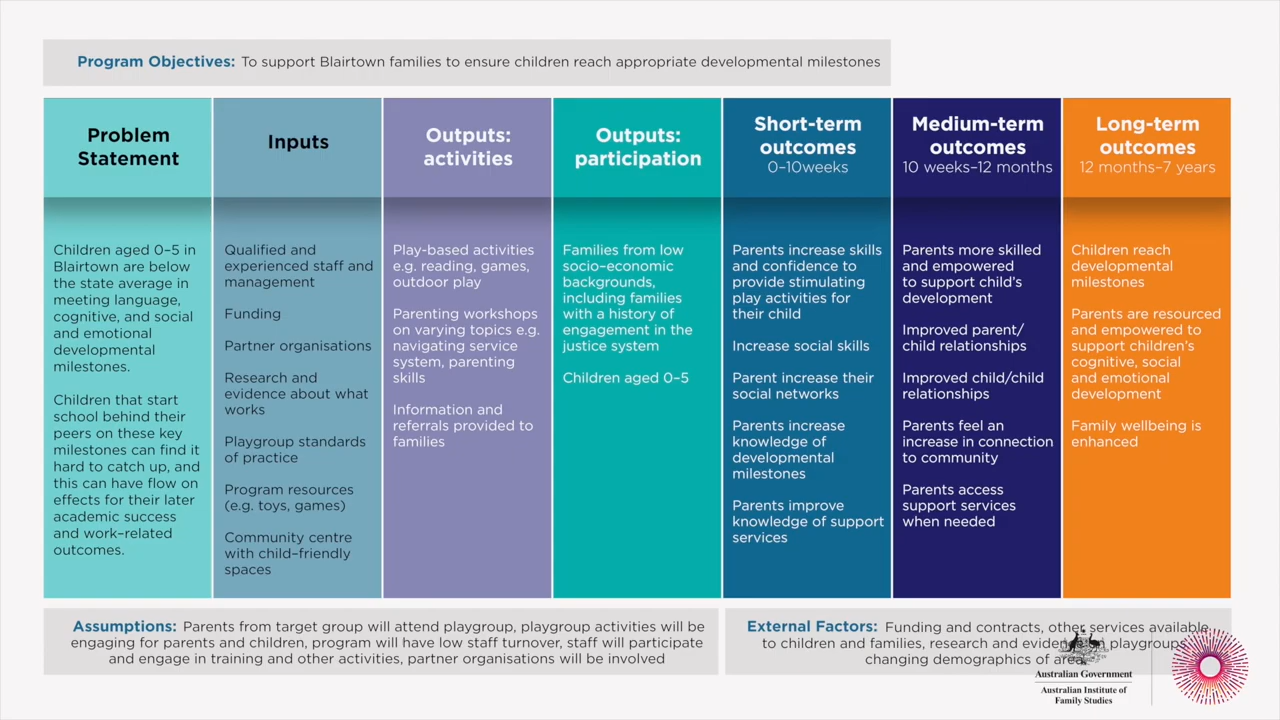 Program Objectives: To support Blairtown families to ensure children reach appropriate developmental milestones
Problem
Statement
Children aged 0–5 in
Blairtown are below
the state average in
meeting language,
cognitive, and social
and emotional
developmental
milestones.
Children that start
school behind their
peers on these key
milestones can find it
hard to catch up, and
this can have flow on
effects for their later
academic success
and work–related
outcomes.
Inputs
Qualified and
experienced staff and
management
Funding
Partner organisations
Research and
evidence about what
works
Playgroup standards
of practice
Program resources
(e.g. toys, games)
Community centre
with child–friendly
spaces
Outputs:
activities
Play-based activities
e.g. reading, games,
outdoor play
Parenting workshops
on varying topics e.g.
navigating service
system, parenting
skills
Information and
referrals provided to
families
Outputs:
participation
Families from low
socio–economic
backgrounds,
including families
with a history of
engagement in the
justice system
Children aged 0–5
Short-term
outcomes
0–10weeks
Parents increase skills
and confidence to
provide stimulating
play activities for
their child
Increase social skills
Parent increase their
social networks
Parents increase
knowledge of
developmental
milestones
Parents improve
knowledge of support
services
Medium-term
outcomes
10 weeks–12 months
Parents more skilled
and empowered
to support child's
development
Improved parent/
child relationships
Improved child/child
relationships
Parents feel an
increase in connection
to community
Parents access
support services
when needed
Long-term
outcomes
12 months–7 years
Children reach
developmental
milestones
Parents are resourced
and empowered to
support children's
cognitive, social
and emotional
development
Family wellbeing is
enhanced
Assumptions: Parents from target group will attend playgroup, playgroup activities will be
engaging for parents and children, program will have low staff turnover, staff will participate
and engage in training and other activities, partner organisations will be involved
External Factors: Funding and contracts, other services available
to children and families, research and evidence playgroups
changing demographics of area
Australian Government
Australian Institute of
Family Studies